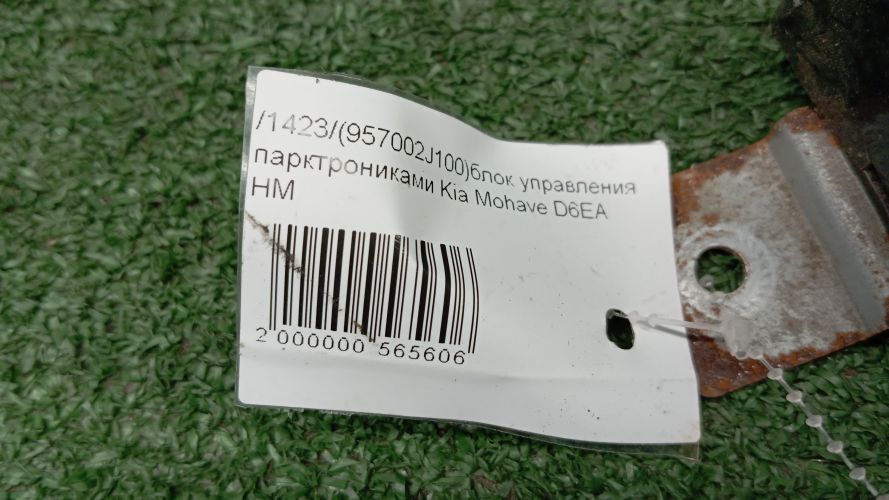 /1423/(957002J100)блок управления
парктрониками Kia Mohave D6EA
HM
2 000000 565606